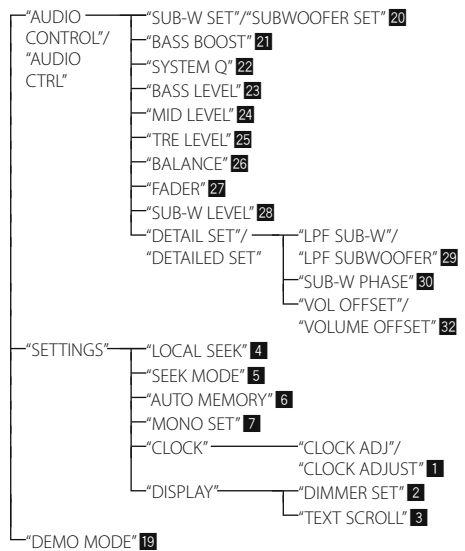 “AUDIO
CONTROL”/
“AUDIO
CTRL”
“SUB-W SET”/“SUBWOOFER SET” 20
“BASS BOOST” 21
“SYSTEM Q” 22
“BASS LEVEL” 23
“MID LEVEL” 24
“TRE LEVEL” 25
“BALANCE” 26
“FADER” 27
“SUB-W LEVEL” 28
“DETAIL SET”/
“DETAILED SET”
“LPF SUB-W”/
“LPF SUBWOOFER” 29
“SUB-W PHASE” 30
“VOL OFFSET”/
“VOLUME OFFSET” 32
“SETTINGS”
“LOCAL SEEK” 4
“SEEK MODE” 5
“AUTO MEMORY” 6
“MONO SET” 7
“CLOCK”
“CLOCK ADJ”/
“CLOCK ADJUST” 1
“DISPLAY”
“DIMMER SET” 2
“TEXT SCROLL” 3
“DEMO MODE” 19